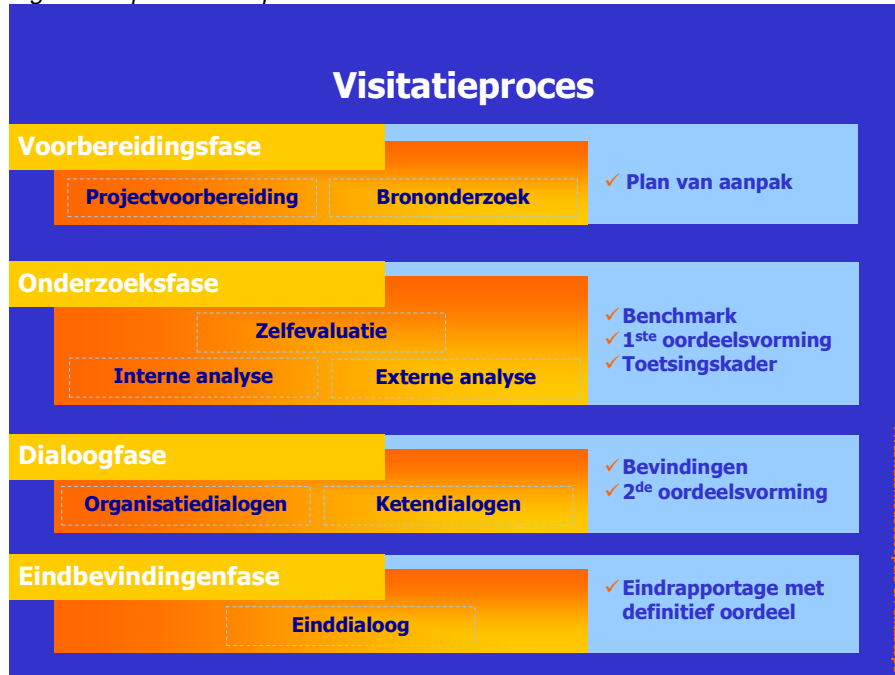 Visitatieproces
Voorbereidingsfase
Projectvoorbereiding
Brononderzoek
✓ Plan van aanpak
Onderzoeksfase
Zelfevaluatie
Interne analyse
Externe analyse
✓ Benchmark
✓ 1ste oordeelsvorming
✓ Toetsingskader
Dialoogfase
Organisatiedialogen
Ketendialogen
✓ Bevindingen
✓ 2de oordeelsvorming
Eindbevindingenfase
Einddialoog
✓ Eindrapportage met
definitief oordeel